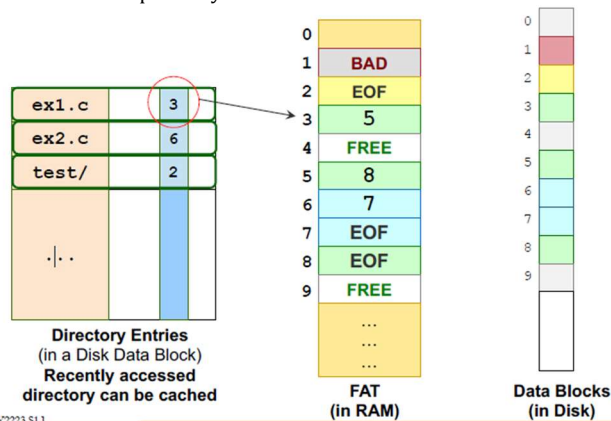 ex1.c 3
ex2.c 6
test/ 2
...
Directory Entries
(in a Disk Data Block)
Recently accessed
directory can be cached
0
1 BAD
2 EOF
3 5
4 FREE
5 8
6 7
7 EOF
8 EOF
9 FREE
...
...
...
FAT
(in RAM)
0
1
2
3
4
5
6
7
8
9
Data Blocks
(in Disk)